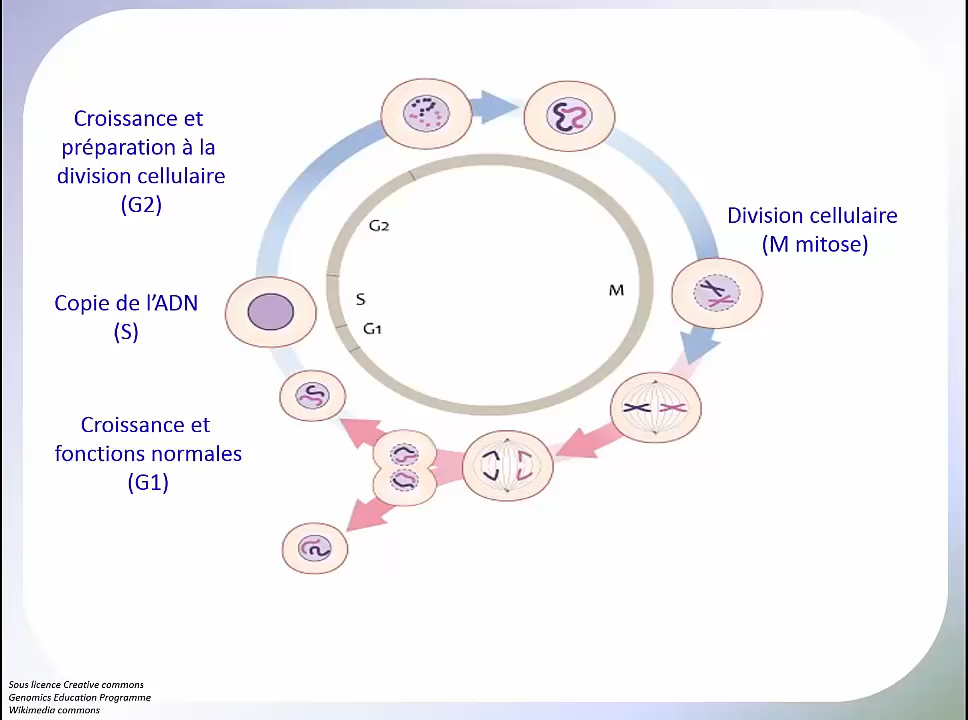 Croissance et
préparation à la
division cellulaire
(G2)
Division cellulaire
(M mitose)
G2
Copie de l'ADN
(S)
S
M
G1
Croissance et
fonctions normales
(G1)
Sous licence Creative commons
Genomics Education Programme
Wikimedia commons